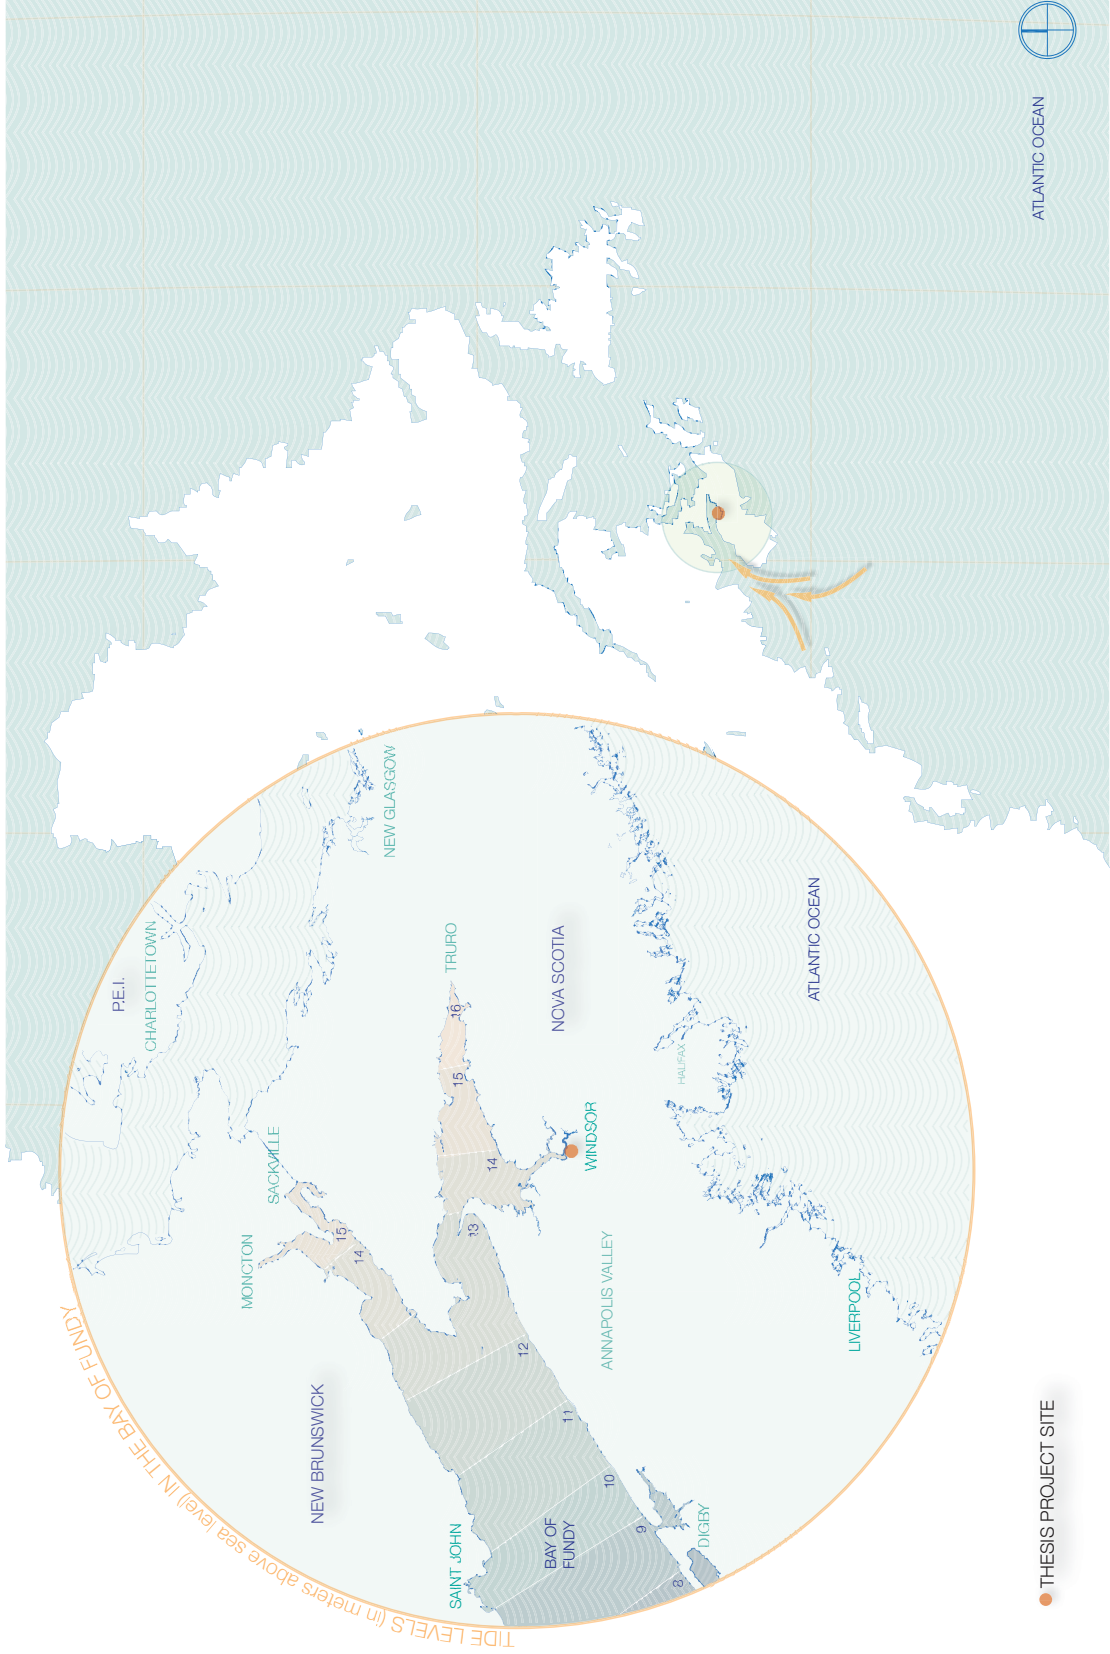 TIDE LEVELS (in meters above sea level) IN THE BAY OF FUNDY
P.E.I.
CHARLOTTETOWN
NEW GLASGOW
SACKVILLE
MONCTON
NEW BRUNSWICK
TRURO
NOVA SCOTIA
HALIFAX
WINDSOR
ANNAPOLIS VALLEY
SAINT JOHN
BAY OF
FUNDY
DIGBY
LIVERPOOL
ATLANTIC OCEAN
16
15
14
13
15
14
12
11
10
9
8
ATLANTIC OCEAN
THESIS PROJECT SITE